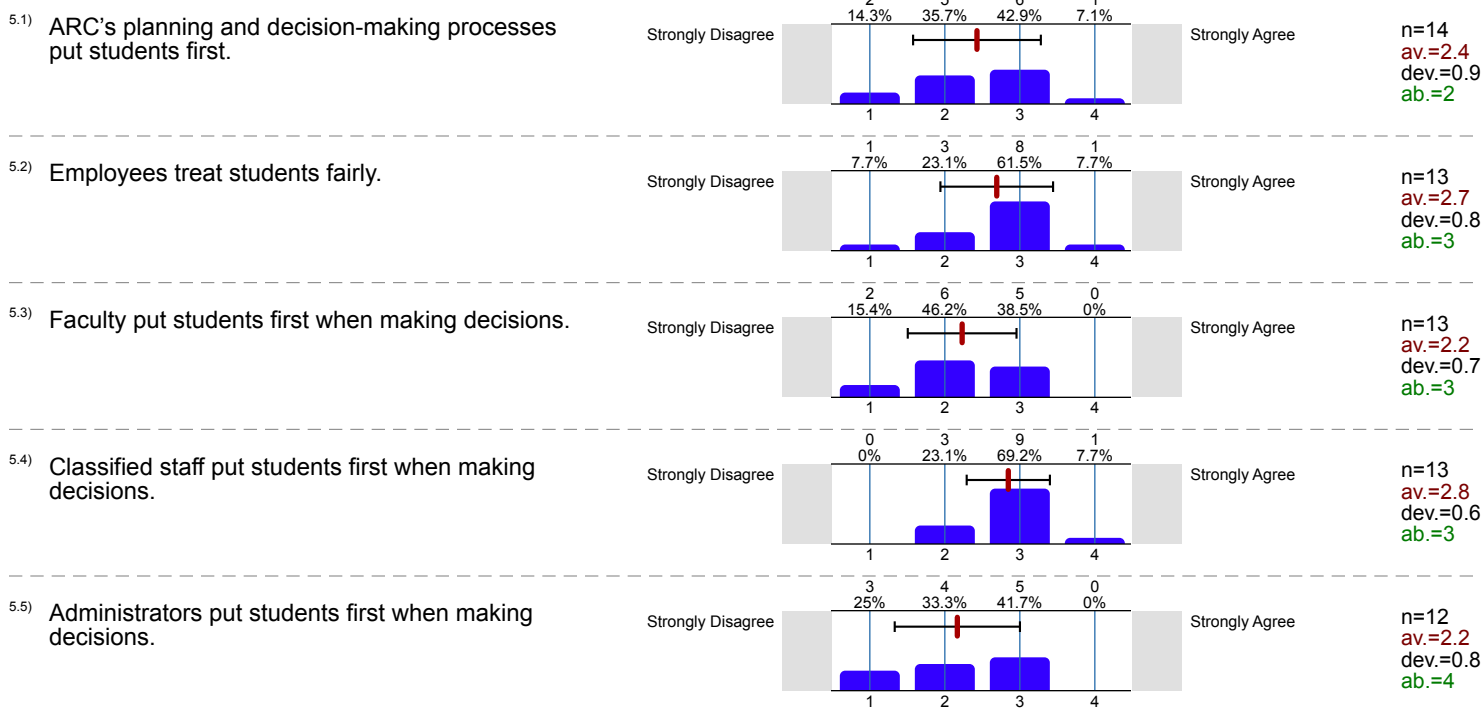 2 5 6 1
14.3% 35.7% 42.9% 7.1%
5.1) ARC's planning and decision-making processes
put students first.
Strongly Disagree
Strongly Agree
n=14
av.=2.4
dev.=0.9
ab.=2
1 2 3 4
1 3 8 1
7.7% 23.1% 61.5% 7.7%
5.2) Employees treat students fairly.
Strongly Disagree
Strongly Agree
n=13
av.=2.7
dev.=0.8
ab.=3
1 2 3 4
2 6 5 0
15.4% 46.2% 38.5% 0%
5.3) Faculty put students first when making decisions.
Strongly Disagree
Strongly Agree
n=13
av.=2.2
dev.=0.7
ab.=3
1 2 3 4
0 3 9 1
0% 23.1% 69.2% 7.7%
5.4) Classified staff put students first when making
decisions.
Strongly Disagree
Strongly Agree
n=13
av.=2.8
dev.=0.6
ab.=3
1 2 3 4
3 4 5 0
25% 33.3% 41.7% 0%
5.5) Administrators put students first when making
decisions.
Strongly Disagree
Strongly Agree
n=12
av.=2.2
dev.=0.8
ab.=4
1 2 3 4